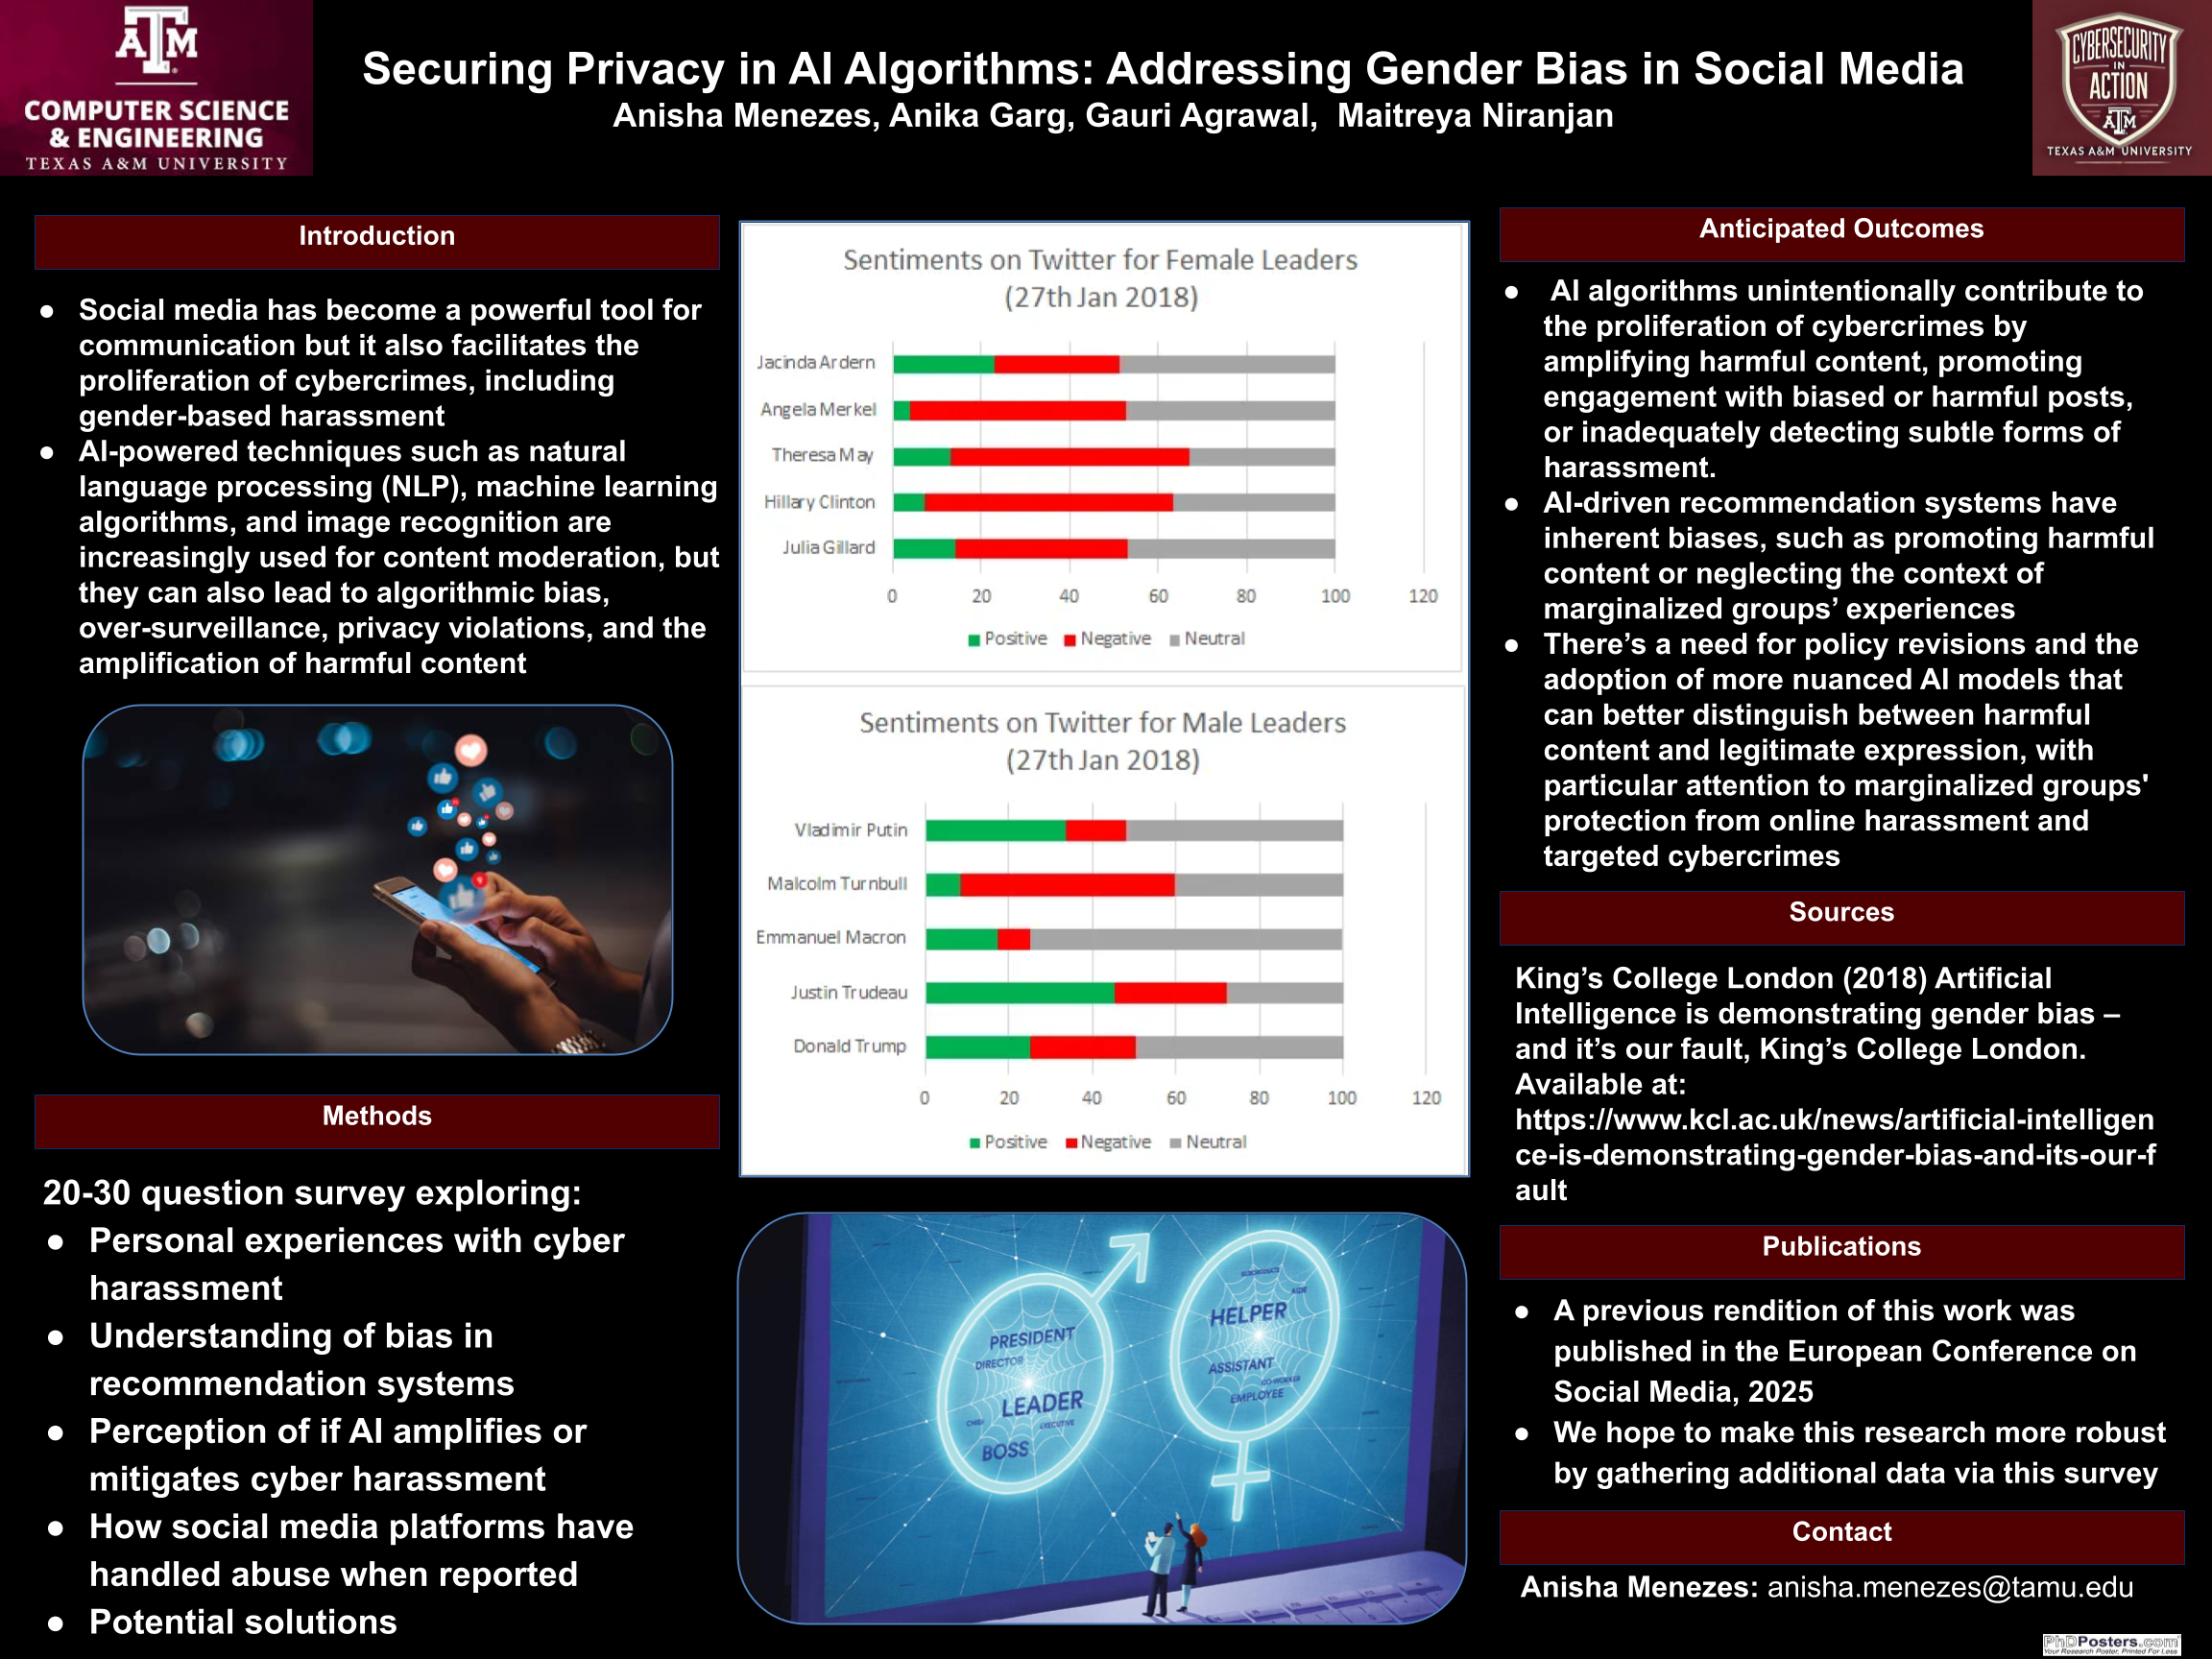 ATM
COMPUTER SCIENCE
& ENGINEERING
TEXAS A&M UNIVERSITY
Securing Privacy in AI Algorithms: Addressing Gender Bias in Social Media
Anisha Menezes, Anika Garg, Gauri Agrawal, Maitreya Niranjan
CYBERSECURITY
IN
ACTION
ATM
TEXAS A&M UNIVERSITY
Introduction
● Social media has become a powerful tool for
communication but it also facilitates the
proliferation of cybercrimes, including
gender-based harassment
● AI-powered techniques such as natural
language processing (NLP), machine learning
algorithms, and image recognition are
increasingly used for content moderation, but
they can also lead to algorithmic bias,
over-surveillance, privacy violations, and the
amplification of harmful content
Methods
20-30 question survey exploring:
● Personal experiences with cyber
harassment
● Understanding of bias in
recommendation systems
● Perception of if AI amplifies or
mitigates cyber harassment
● How social media platforms have
handled abuse when reported
● Potential solutions
Sentiments on Twitter for Female Leaders
(27th Jan 2018)
Jacinda Ardern
Angela Merkel
Theresa May
Hillary Clinton
Julia Gillard
0 20 40 60 80 100 120
Positive Negative Neutral
Sentiments on Twitter for Male Leaders
(27th Jan 2018)
Vladimir Putin
Malcolm Turnbull
Emmanuel Macron
Justin Trudeau
Donald Trump
0 20 40 60 80 100 120
Positive Negative Neutral
PRESIDENT
DIRECTOR
LEADER
CHIEF
EXECUTIVE
BOSS
SUBORDINATE
AIDE
HELPER
ASSISTANT
CO-WORKER
EMPLOYEE
Anticipated Outcomes
● AI algorithms unintentionally contribute to
the proliferation of cybercrimes by
amplifying harmful content, promoting
engagement with biased or harmful posts,
or inadequately detecting subtle forms of
harassment.
● AI-driven recommendation systems have
inherent biases, such as promoting harmful
content or neglecting the context of
marginalized groups’ experiences
● There’s a need for policy revisions and the
adoption of more nuanced AI models that
can better distinguish between harmful
content and legitimate expression, with
particular attention to marginalized groups'
protection from online harassment and
targeted cybercrimes
Sources
King’s College London (2018) Artificial
Intelligence is demonstrating gender bias –
and it’s our fault, King’s College London.
Available at:
https://www.kcl.ac.uk/news/artificial-intelligen
ce-is-demonstrating-gender-bias-and-its-our-f
ault
Publications
● A previous rendition of this work was
published in the European Conference on
Social Media, 2025
● We hope to make this research more robust
by gathering additional data via this survey
Contact
Anisha Menezes: anisha.menezes@tamu.edu
PhDPosters.com
Your Research Poster, Printed For Less